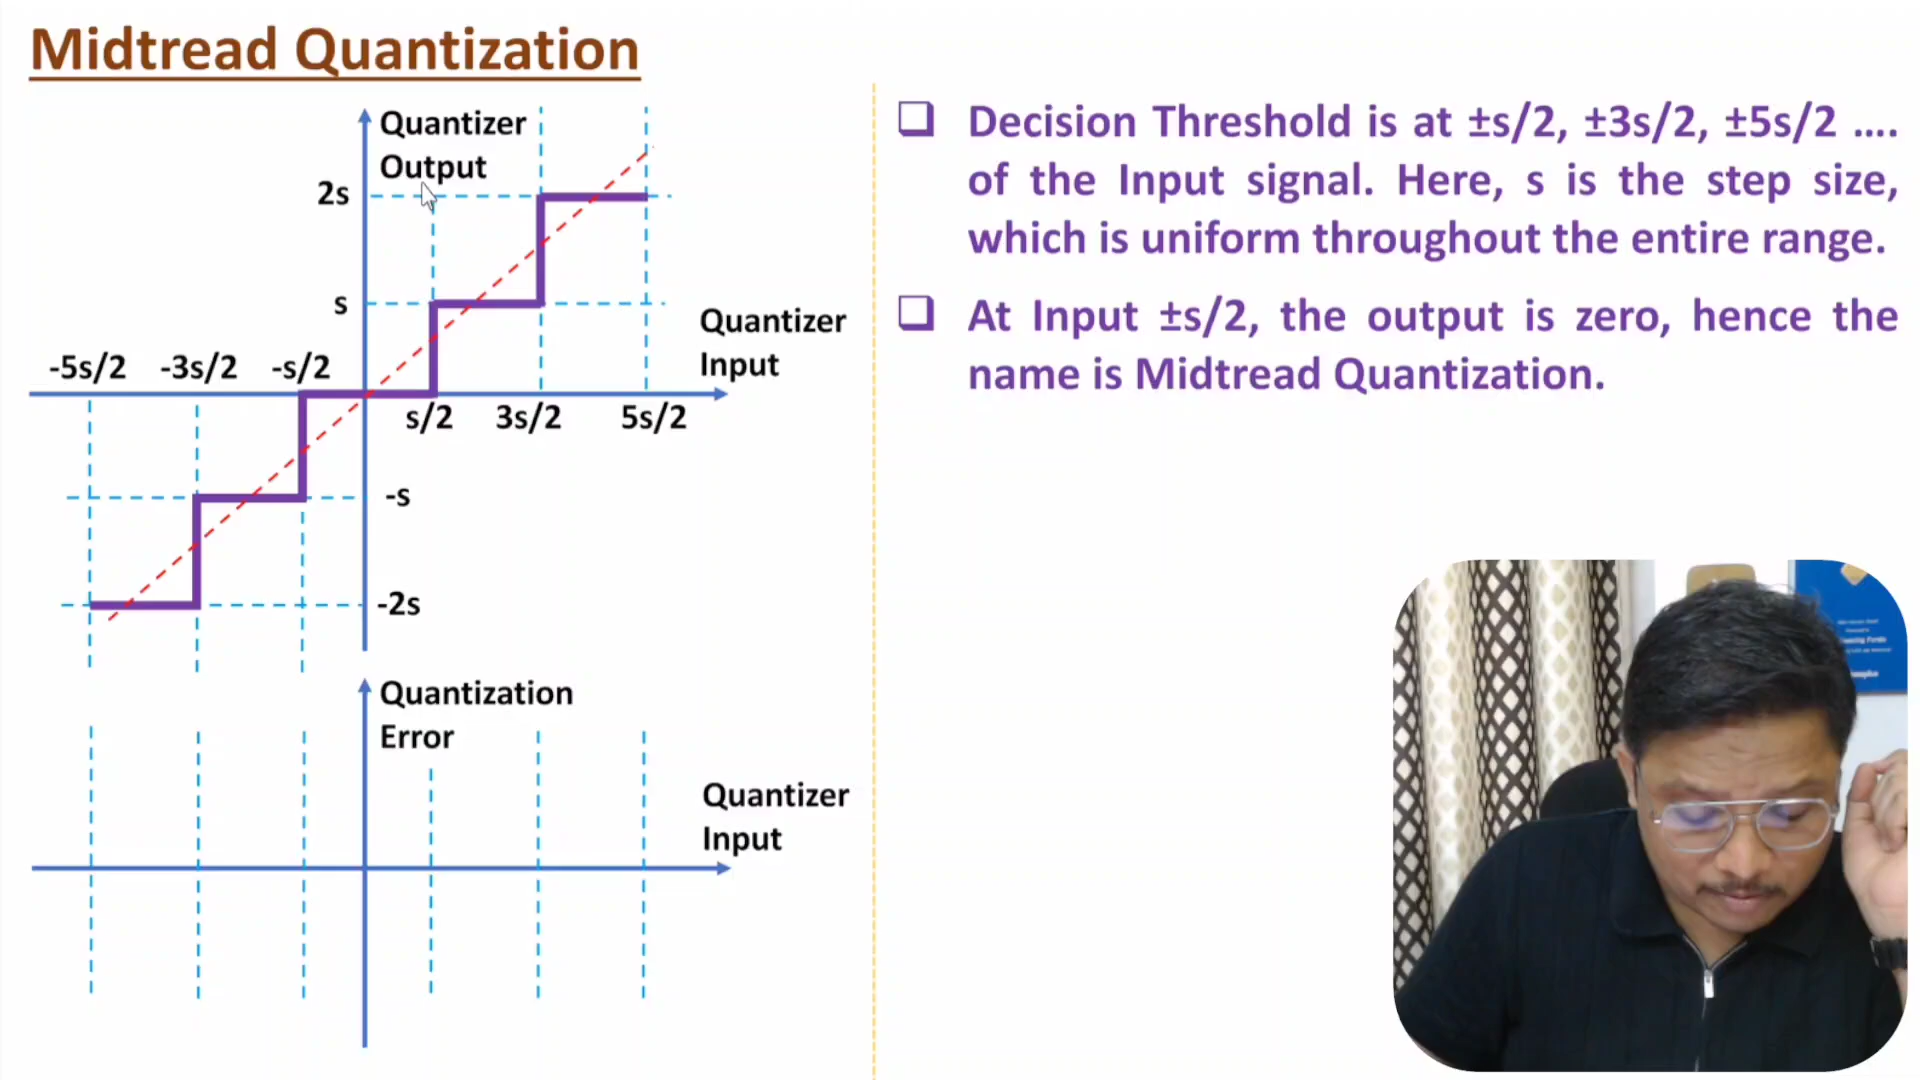 Midtread Quantization
Quantizer
Output
2s
s
Quantizer
Input
-5s/2 -3s/2 -s/2
s/2 3s/2 5s/2
-s
-2s
Quantization
Error
Quantizer
Input
❑ Decision Threshold is at ±s/2, ±3s/2, ±5s/2 ....
of the Input signal. Here, s is the step size,
which is uniform throughout the entire range.
❑ At Input ±s/2, the output is zero, hence the
name is Midtread Quantization.